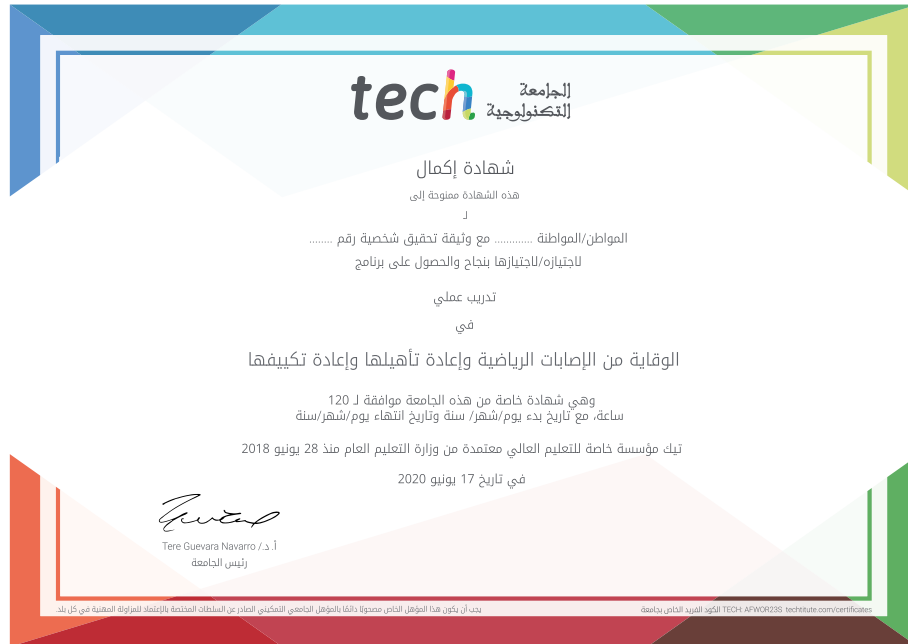 tech الجامعة
التكنولوجية
شهادة إكمال
هذه الشهادة ممنوحة إلى
لـ
المواطن/المواطنة ............ مع وثيقة تحقيق شخصية رقم ........
لاجتيازه/لاجتيازها بنجاح والحصول على برنامج
تدريب عملي
في
الوقاية من الإصابات الرياضية وإعادة تأهيلها وإعادة تكييفها
وهي شهادة خاصة من هذه الجامعة موافقة لـ 120
ساعة، مع تاريخ بدء يوم/شهر/ سنة وتاريخ انتهاء يوم/شهر/سنة
تيك مؤسسة خاصة للتعليم العالي معتمدة من وزارة التعليم العام منذ 28 يونيو 2018
في تاريخ 17 يونيو 2020
أ. د./ Tere Guevara Navarro
رئيس الجامعة
يجب أن يكون هذا المؤهل الخاص مصحوبًا دائمًا بالمؤهل الجامعي التمكيني الصادر عن السلطات المختصة بالإعتماد للمزاولة المهنية في كل بلد.
الكود الفريد الخاص بجامعة TECH: AFWOR23S techtitute.com/certificates